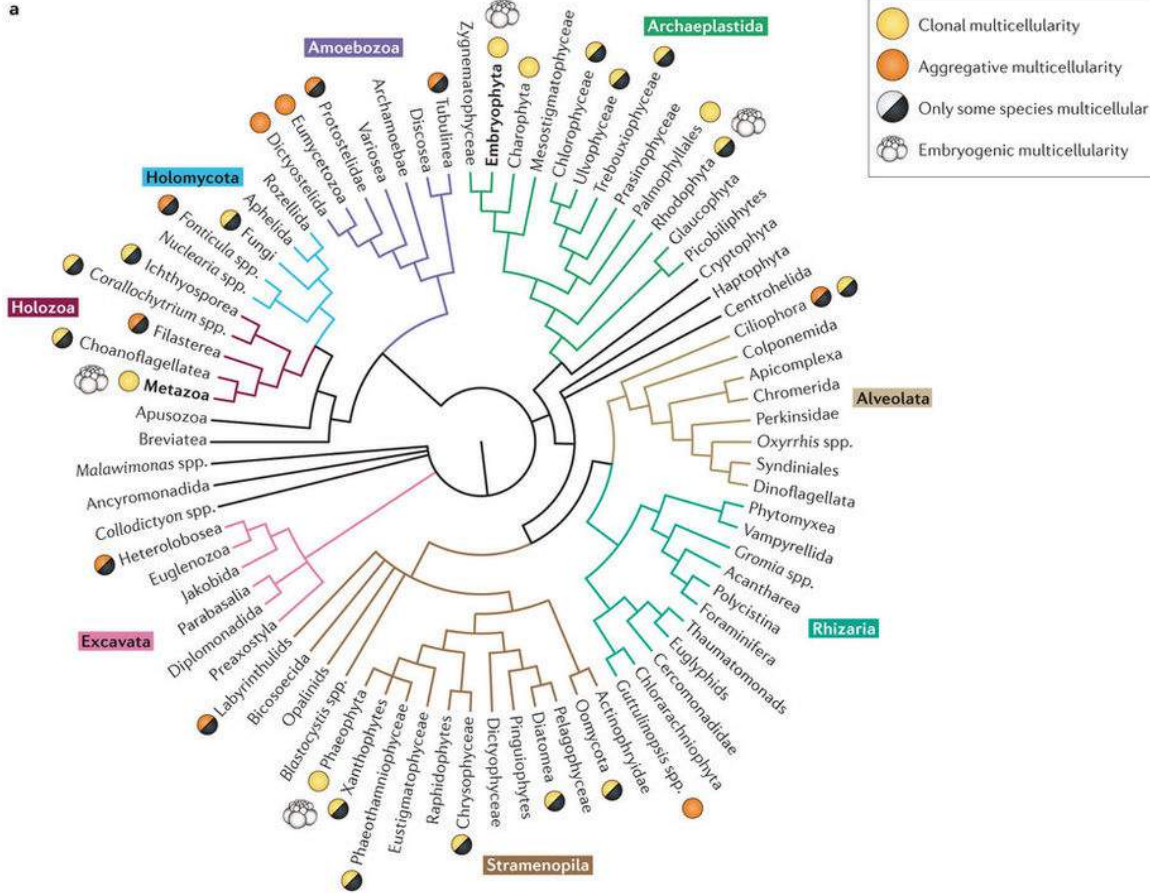 a
Clonal multicellularity
Aggregative multicellularity
Only some species multicellular
Embryogenic multicellularity
Archaeplastida
Zygnematophyceae
Embryophyta
Charophyta
Mesostigmatophyceae
Chlorophyceae
Ulvophyceae
Trebouxiophyceae
Prasinophyceae
Palmophyllales
Rhodophyta
Glaucophyta
Picobiliphytes
Cryptophyta
Haptophyta
Centrohelida
Ciliophora
Colponemida
Apicomplexa
Chromerida
Alveolata
Perkinsidae
Oxyrrhis spp.
Syndiniales
Dinoflagellata
Phytomyxea
Vampyrellida
Gromia spp.
Acantharea
Polycistina
Rhizaria
Foraminifera
Thaumatomonads
Euglyphids
Cercomonadidae
Chlorarachniophyta
Guttulinopsis spp.
Actinophryidae
Oomycota
Pelagophyceae
Diatomea
Pinguiophytes
Dictyophyceae
Stramenopila
Chrysophyceae
Raphidophytes
Eustigmatophyceae
Phaeothamniophyceae
Xanthophytes
Phaeophyta
Blastocystis spp.
Opalinids
Bicosoecida
Labyrinthulids
Preaxostyla
Diplomonadida
Excavata
Parabasalia
Jakobida
Euglenozoa
Heterolobosea
Collodictyon spp.
Ancyromonadida
Malawimonas spp.
Breviatea
Apusozoa
Metazoa
Choanoflagellatea
Holozoa
Filasterea
Corallochytrium spp.
Ichthyosporea
Nuclearia spp.
Fonticula spp.
Fungi
Holomycota
Aphelida
Rozellida
Dictyostelida
Eumycetozoa
Protostelidae
Amoebozoa
Variosea
Archamoebae
Discosea
Tubulinea